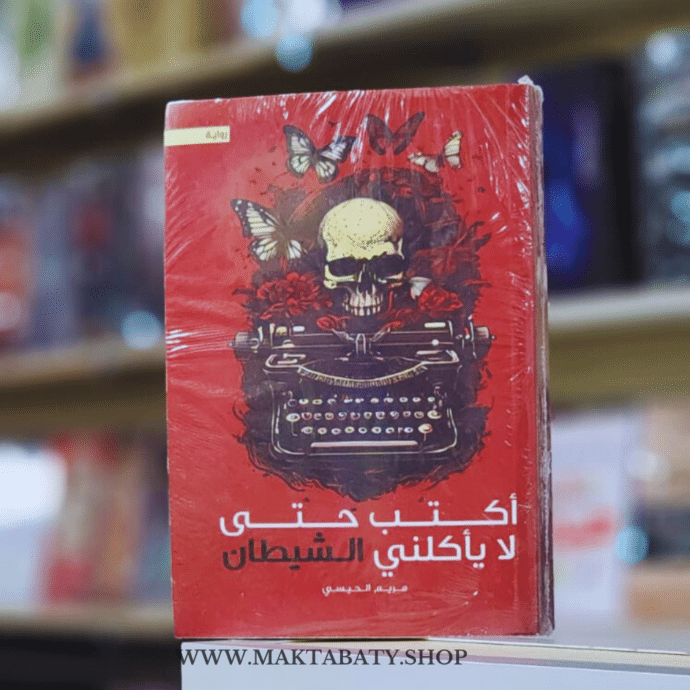 رواية
أكتب حتى
لا يأكلني الشيطان
مريم الحيسي
WWW.MAKTABATY.SHOP